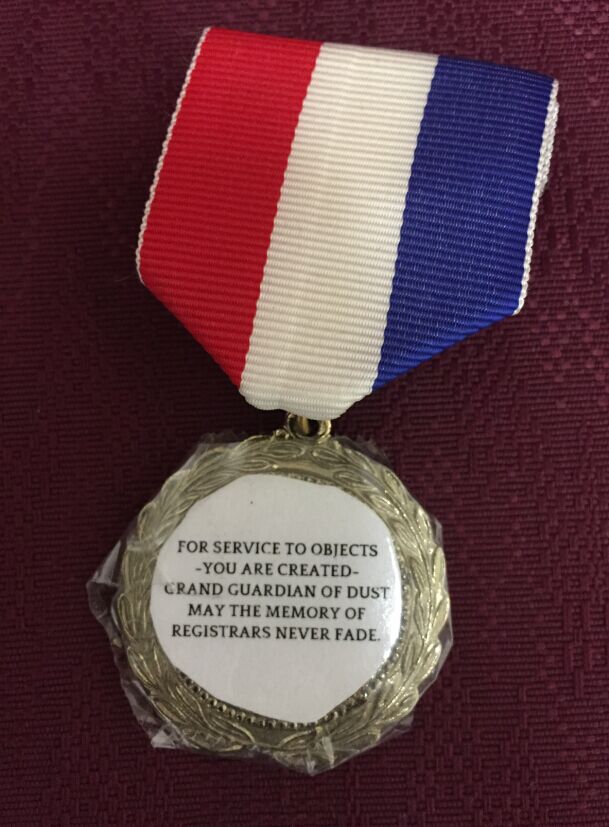 FOR SERVICE TO OBJECTS
-YOU ARE CREATED-
GRAND GUARDIAN OF DUST
MAY THE MEMORY OF
REGISTRARS NEVER FADE.